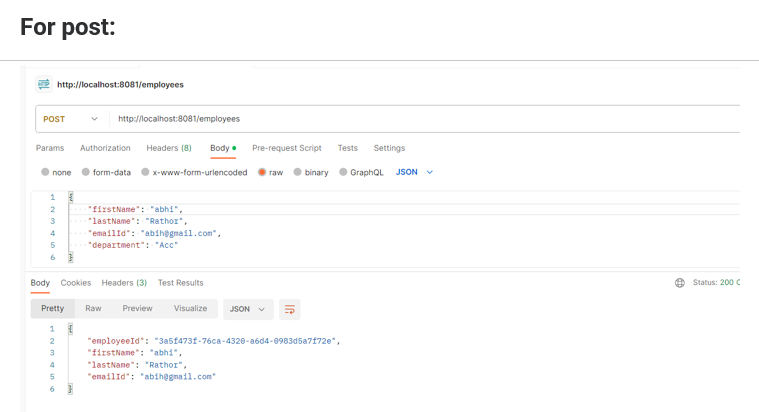 For post:
HTTP http://localhost:8081/employees
POST http://localhost:8081/employees
Params Authorization Headers (8) Body Pre-request Script Tests Settings
none form-data x-www-form-urlencoded raw binary GraphQL JSON
1 {
2 "firstName": "abhi",
3 "lastName": "Rathor",
4 "emailId": "abih@gmail.com",
5 "department": "Acc"
6 }
Body Cookies Headers (3) Test Results Status: 200 O
Pretty Raw Preview Visualize JSON
1 {
2 "employeeId": "3a5f473f-76ca-4320-a6d4-0983d5a7f72e",
3 "firstName": "abhi",
4 "lastName": "Rathor",
5 "emailId": "abih@gmail.com"
6 }